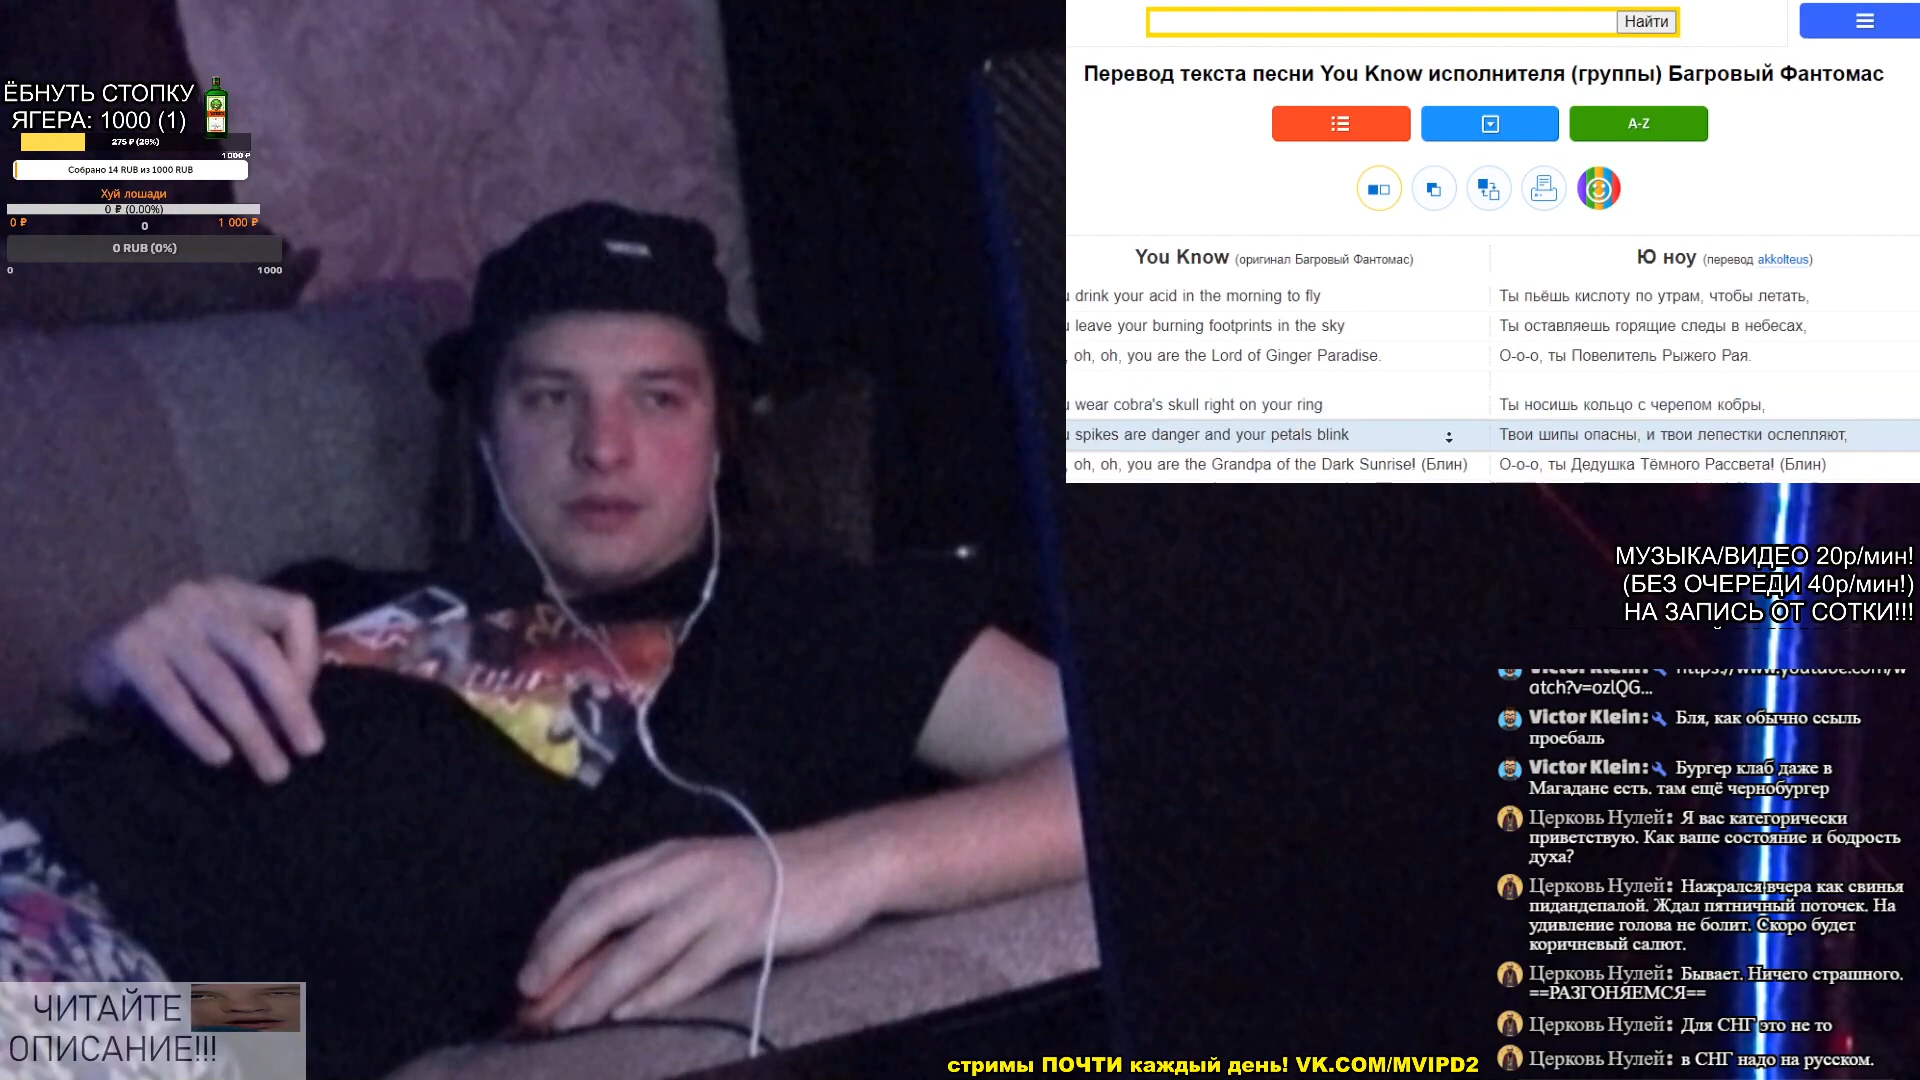 ЁБНУТЬ СТОПКУ
ЯГЕРА: 1000 (1)
275 ₽ (28%)
1000 ₽
Собрано 14 RUB из 1000 RUB
Хуй лошади
0 ₽ (0.00%)
0 ₽
0
1 000 ₽
0 RUB (0%)
0
1000
Найти
Перевод текста песни You Know исполнителя (группы) Багровый Фантомас
A-Z
You Know (оригинал Багровый Фантомас)
Ю ноу (перевод akkolteus)
drink your acid in the morning to fly
Ты пьёшь кислоту по утрам, чтобы летать,
leave your burning footprints in the sky
Ты оставляешь горящие следы в небесах,
oh, oh, you are the Lord of Ginger Paradise.
О-о-о, ты Повелитель Рыжего Рая.
wear cobra's skull right on your ring
Ты носишь кольцо с черепом кобры,
spikes are danger and your petals blink
Твои шипы опасны, и твои лепестки ослепляют,
oh, oh, you are the Grandpa of the Dark Sunrise! (Блин)
О-о-о, ты Дедушка Тёмного Рассвета! (Блин)
МУЗЫКА/ВИДЕО 20р/мин!
(БЕЗ ОЧЕРЕДИ 40р/мин!)
НА ЗАПИСЬ ОТ СОТКИ!!!
Victor Klein: https://www.youtube.com/w
atch?v=ozlQG...
Victor Klein: Бля, как обычно ссыль
проебаль
Victor Klein: Бургер клаб даже в
Магадане есть. там ещё чернобургер
Церковь Нулей: Я вас категорически
приветствую. Как ваше состояние и бодрость
духа?
Церковь Нулей: Нажрался вчера как свинья
пидандепалой. Ждал пятничный поточек. На
удивление голова не болит. Скоро будет
коричневый салют.
Церковь Нулей: Бывает. Ничего страшного.
==РАЗГОНЯЕМСЯ==
Церковь Нулей: Для СНГ это не то
Церковь Нулей: в СНГ надо на русском.
ЧИТАЙТЕ
ОПИСАНИЕ!!!
стримы ПОЧТИ каждый день! VK.COM/MVIPD2